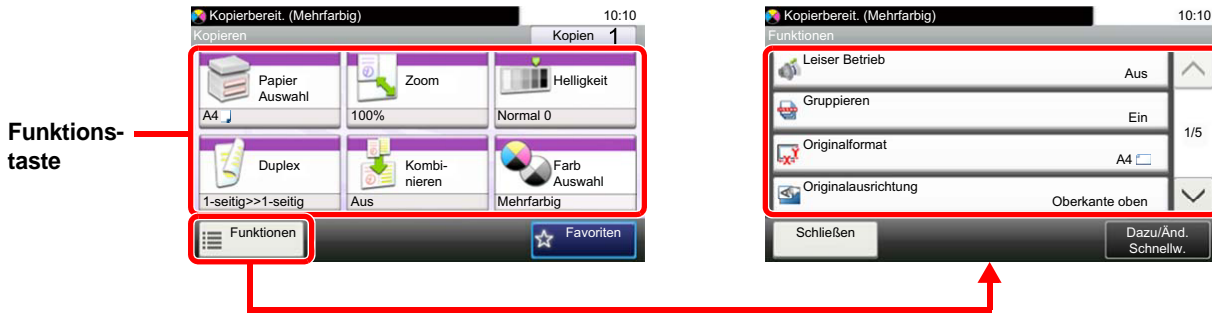 Kopierbereit. (Mehrfarbig) 10:10
Kopieren Kopien 1
Papier
Auswahl
A4
Zoom
100%
Helligkeit
Normal 0
Duplex
1-seitig>>1-seitig
Kombi-
nieren
Aus
Farb
Auswahl
Mehrfarbig
Funktionen
Favoriten
Funktions-
taste
Kopierbereit. (Mehrfarbig) 10:10
Funktionen
Leiser Betrieb
Aus
Gruppieren
Ein
Originalformat
A4
Originalausrichtung
Oberkante oben
1/5
Schließen
Dazu/Änd.
Schnellw.